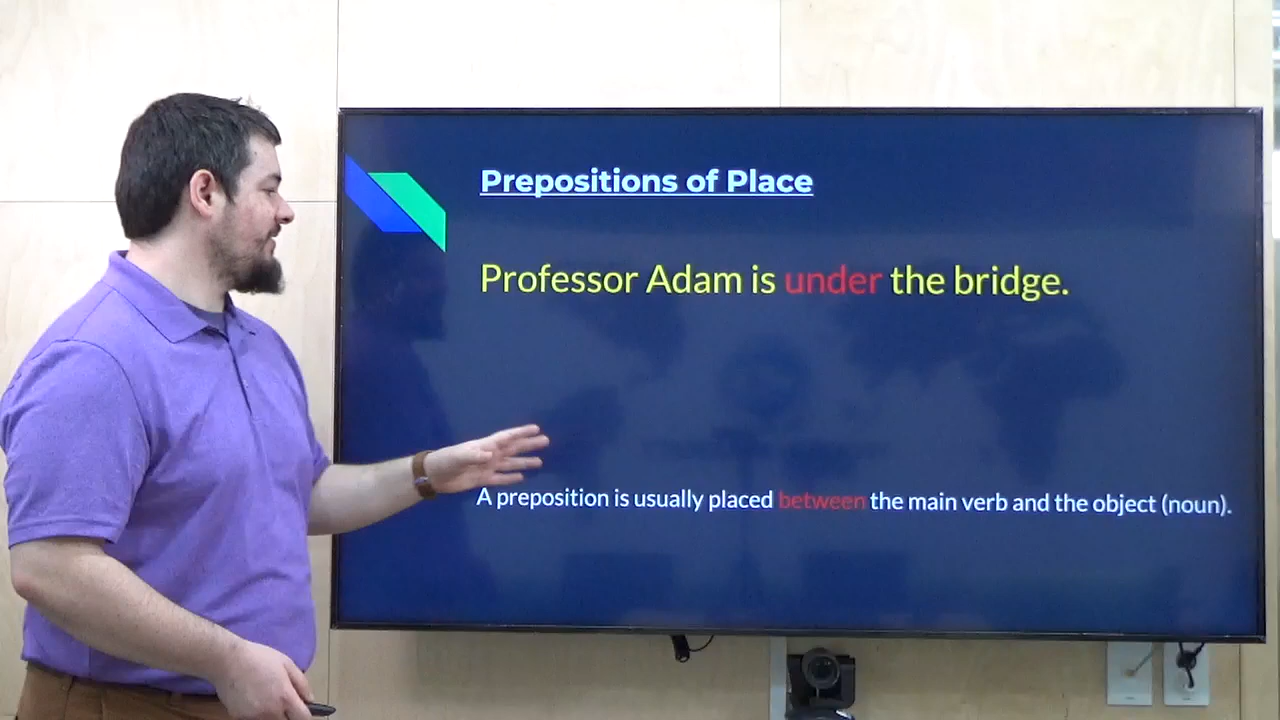 Prepositions of Place
Professor Adam is under the bridge.
A preposition is usually placed between the main verb and the object (noun).